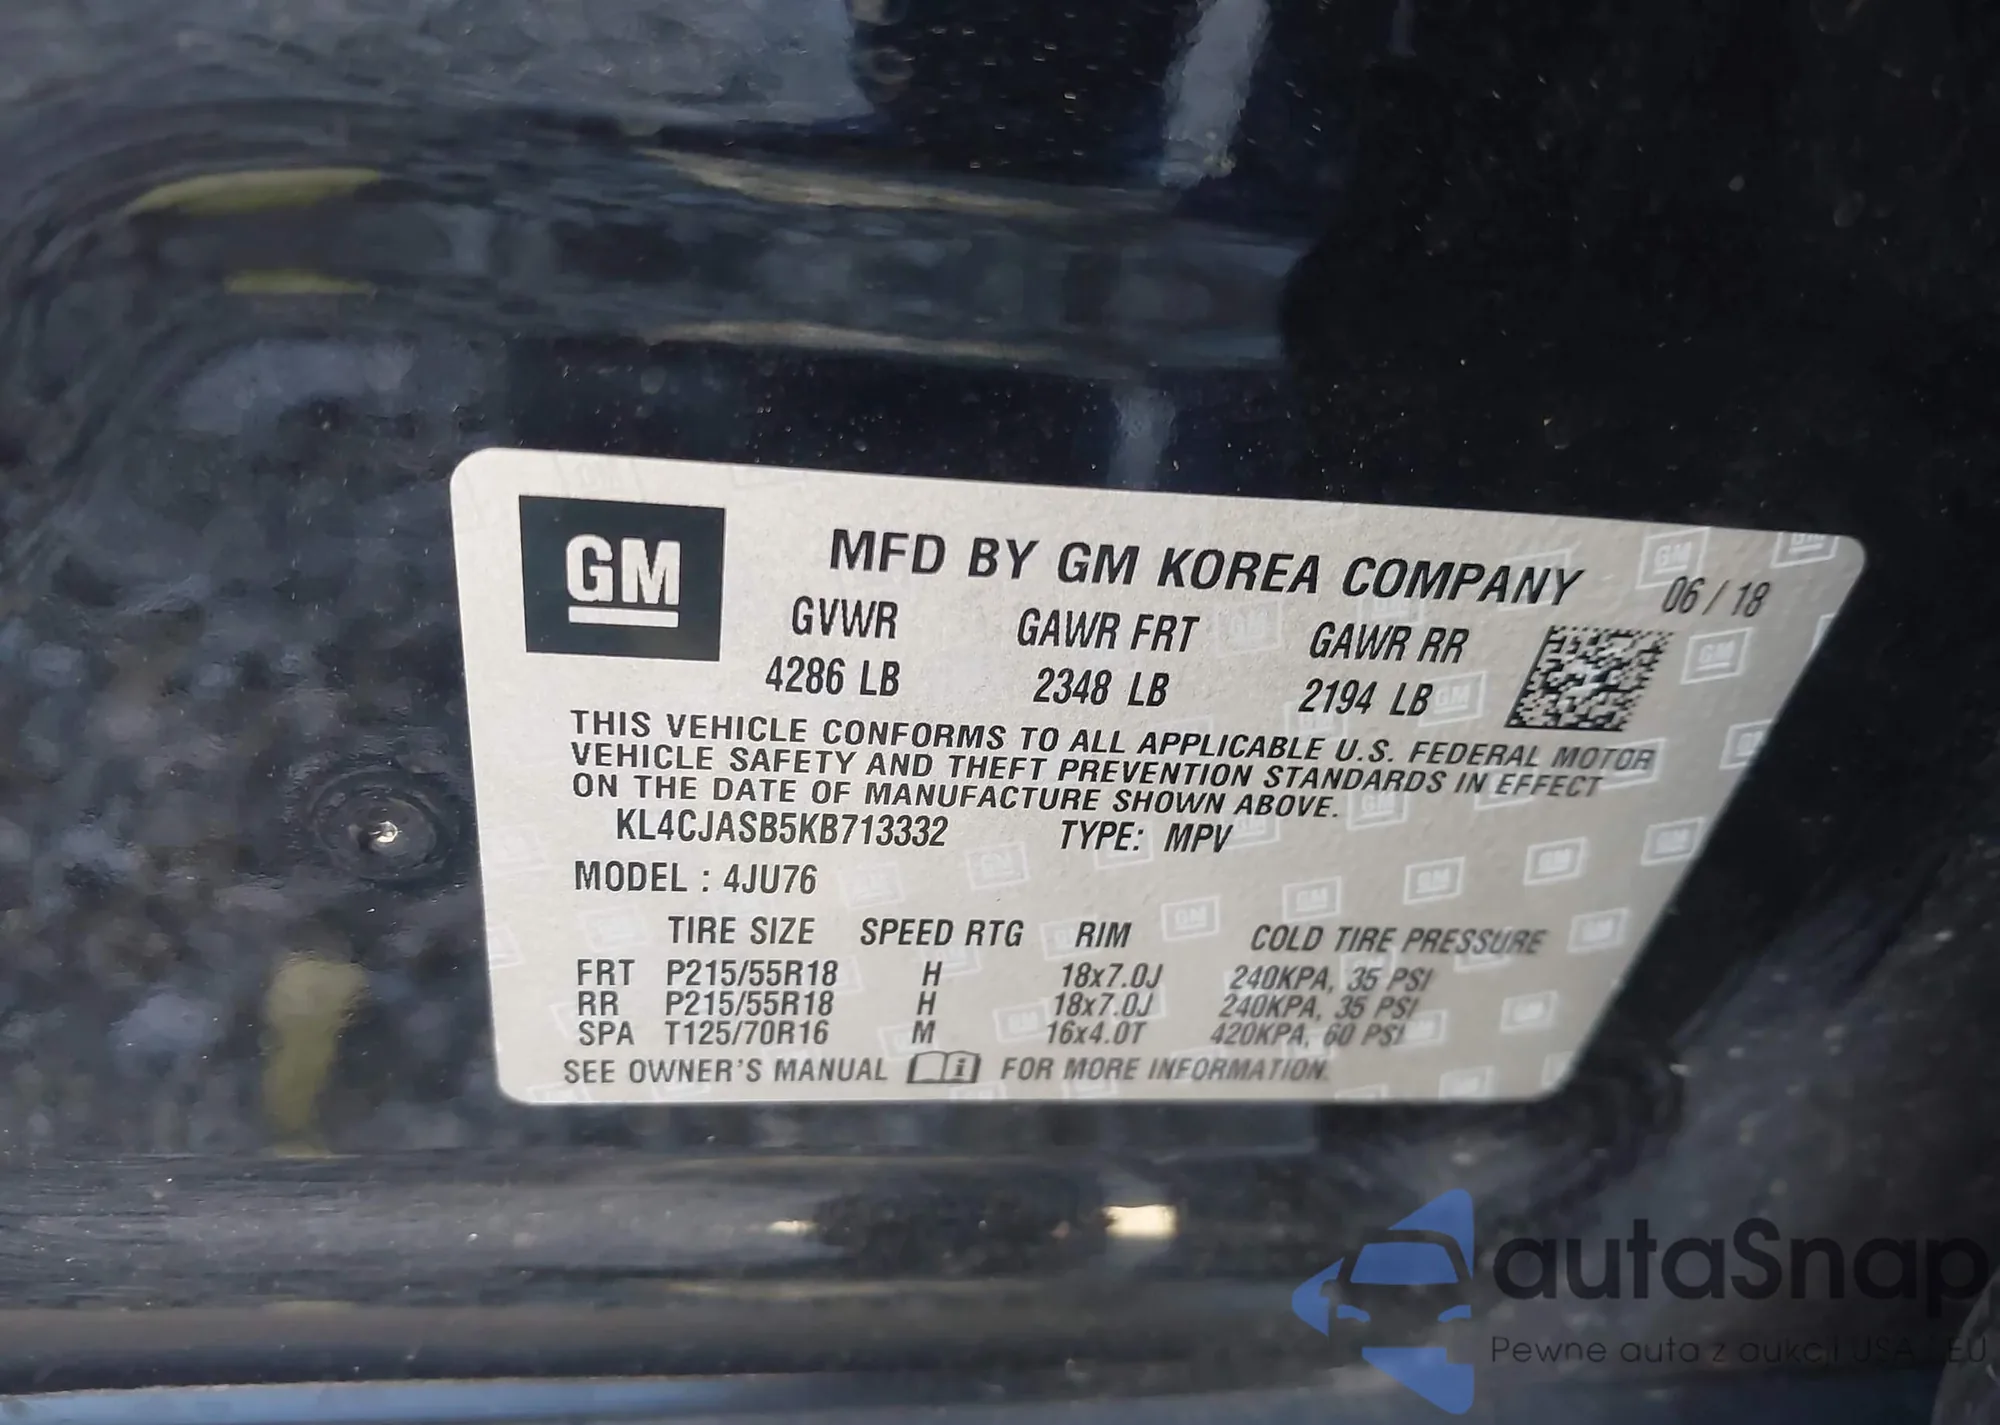 GM
MFD BY GM KOREA COMPANY
06 / 18
GVWR GAWR FRT GAWR RR
4286 LB 2348 LB 2194 LB
THIS VEHICLE CONFORMS TO ALL APPLICABLE U.S. FEDERAL MOTOR
VEHICLE SAFETY AND THEFT PREVENTION STANDARDS IN EFFECT
ON THE DATE OF MANUFACTURE SHOWN ABOVE.
KL4CJASB5KB713332 TYPE: MPV
MODEL : 4JU76
TIRE SIZE SPEED RTG RIM COLD TIRE PRESSURE
FRT P215/55R18 H 18x7.0J 240KPA, 35 PSI
RR P215/55R18 H 18x7.0J 240KPA, 35 PSI
SPA T125/70R16 M 16x4.0T 420KPA, 60 PSI
SEE OWNER'S MANUAL i FOR MORE INFORMATION.
autaSnap
Pewne auta z aukcji USA EU